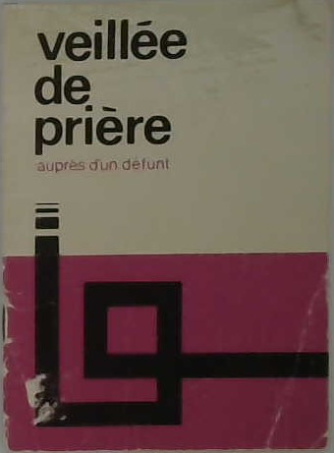 veillée
de
prière
auprès d'un défunt